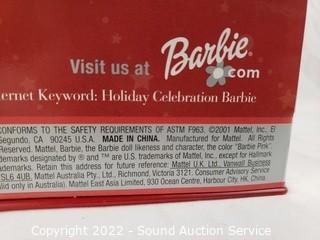 Visit us at Barbie.com
ternet Keyword: Holiday Celebration Barbie
CONFORMS TO THE SAFETY REQUIREMENTS OF ASTM F963. ©2001 Mattel, Inc., El
Segundo, CA 90245 U.S.A. MADE IN CHINA. Manufactured for Mattel. All Rights
Reserved. Mattel, Barbie, the Barbie doll likeness and character, the color "Barbie Pink",
demarks designated by ® and ™ are U.S. trademarks of Mattel, Inc., except for Hallmark
demarks. Retain this address for future reference: Mattel U.K. Ltd., Vanwall Business
SL6 4UB. Mattel Australia Pty., Ltd., Richmond, Victoria 3121. Consumer Advisory Service
alid only in Australia). Mattel East Asia Limited, 930 Ocean Centre, Harbour City, HK, China.
Copyright 2022 - Sound Auction Service